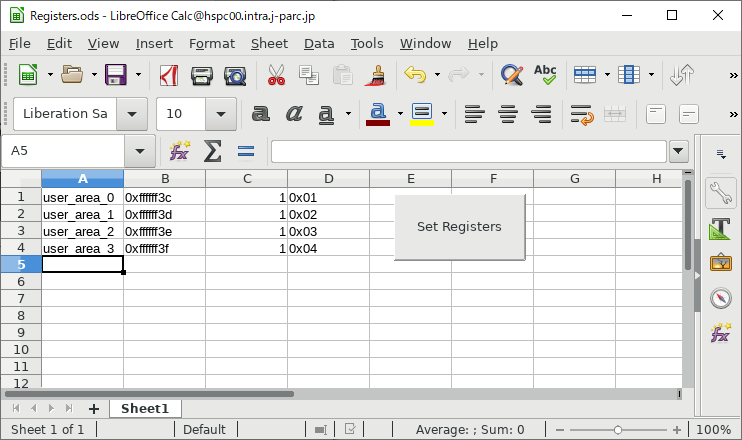 Registers.ods - LibreOffice Calc@hspc00.intra.j-parc.jp
File Edit View Insert Format Sheet Data Tools Window Help
Abc
Liberation Sa 10 a a a a
A5 fx Σ =
A B C D E F G H
1 user_area_0 0xffffff3c 1 0x01
2 user_area_1 0xffffff3d 1 0x02
3 user_area_2 0xffffff3e 1 0x03
4 user_area_3 0xffffff3f 1 0x04
Set Registers
5
6
7
8
9
10
11
12
Sheet1
Sheet 1 of 1 Default Average: ; Sum: 0 100%